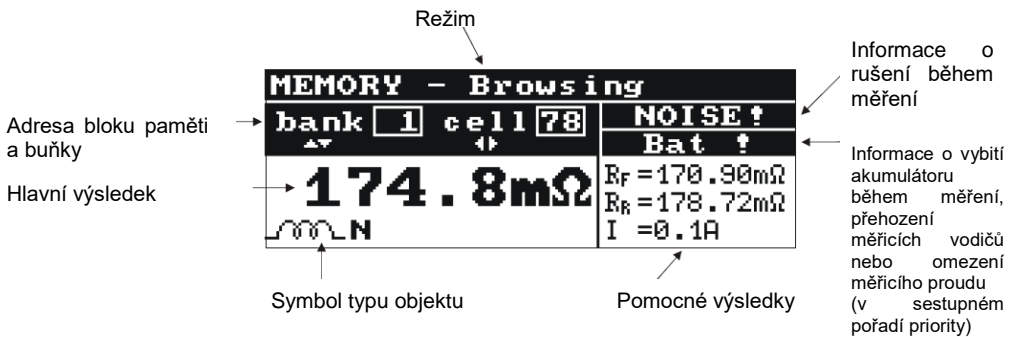 Režim
MEMORY - Browsing
bank 1 cell 78
NOISE!
Bat !
174.8mΩ
N
RF=170.90mΩ
RR=178.72mΩ
I =0.1A
Adresa bloku paměti
a buňky
Hlavní výsledek
Symbol typu objektu
Pomocné výsledky
Informace o
rušení během
měření
Informace o vybití
akumulátoru
během měření,
přehození
měřicích vodičů
nebo omezení
měřicího proudu
(v sestupném
pořadí priority)